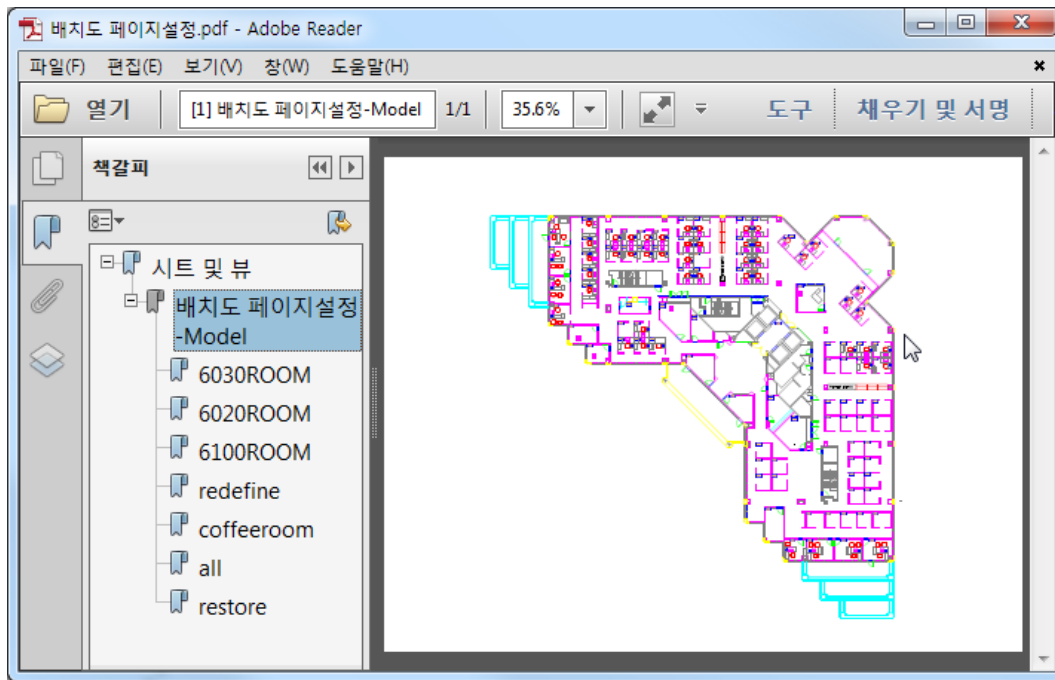 배치도 페이지설정.pdf - Adobe Reader
파일(F) 편집(E) 보기(V) 창(W) 도움말(H)
열기 [1] 배치도 페이지설정-Model 1/1 35.6% 도구 채우기 및 서명
책갈피
시트 및 뷰
배치도 페이지설정
-Model
6030ROOM
6020ROOM
6100ROOM
redefine
coffeeroom
all
restore